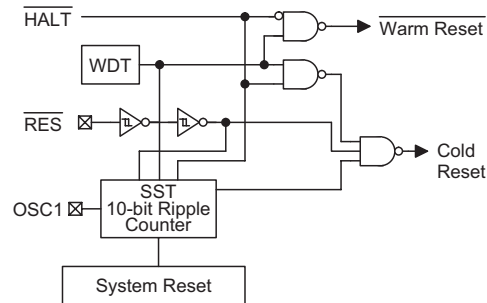 HALT
Warm Reset
WDT
RES
Cold
Reset
SST
10-bit Ripple
Counter
OSC1
System Reset